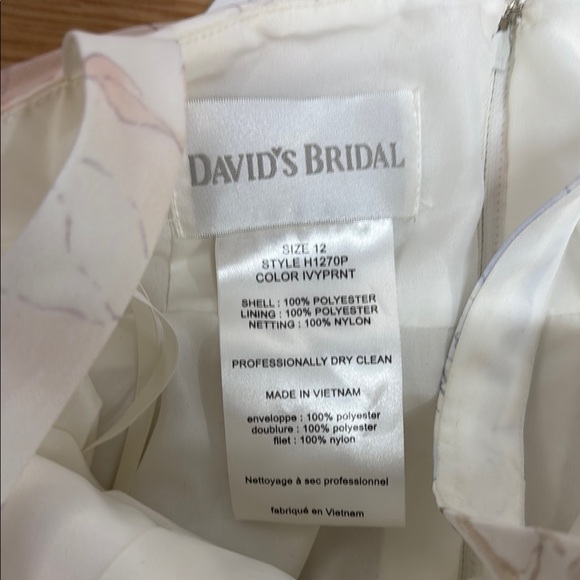 DAVID'S BRIDAL
SIZE 12
STYLE H1270P
COLOR IVYPRNT
SHELL : 100% POLYESTER
LINING : 100% POLYESTER
NETTING : 100% NYLON
PROFESSIONALLY DRY CLEAN
MADE IN VIETNAM
enveloppe : 100% polyester
doublure : 100% polyester
filet : 100% nylon
Nettoyage à sec professionnel
fabriqué en Vietnam